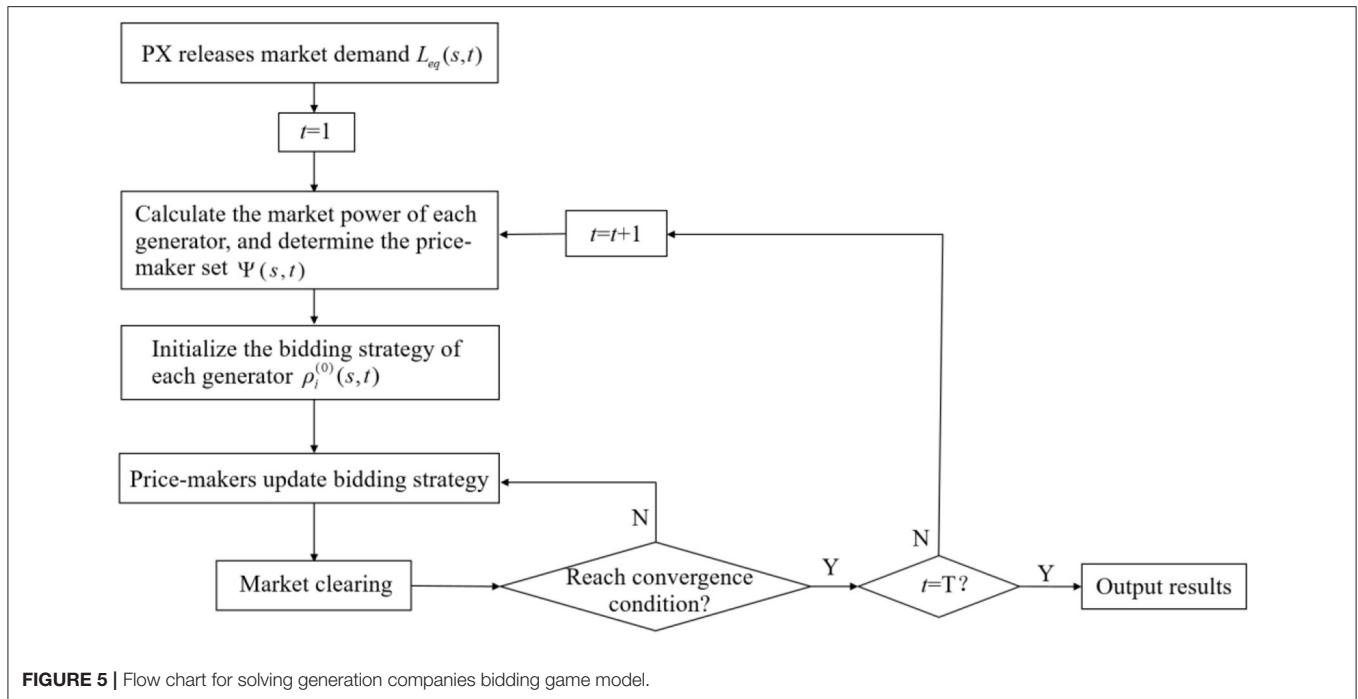 PX releases market demand L_eq(s,t)
t=1
Calculate the market power of each
generator, and determine the price-
maker set Ψ(s,t)
t=t+1
Initialize the bidding strategy of
each generator ρ_i^(0)(s,t)
Price-makers update bidding strategy
N
N
Market clearing
Reach convergence
condition?
Y
t=T?
Y
Output results
FIGURE 5 | Flow chart for solving generation companies bidding game model.